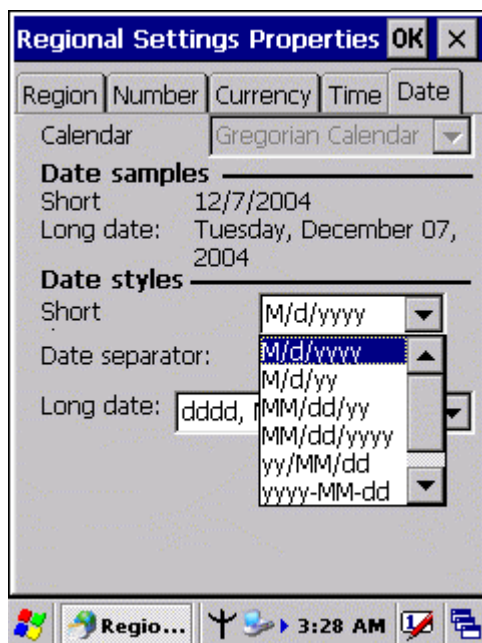 Regional Settings Properties OK ×
Region Number Currency Time Date
Calendar Gregorian Calendar
Date samples
Short 12/7/2004
Long date: Tuesday, December 07,
2004
Date styles
Short M/d/yyyy
Date separator: M/d/yyyy
M/d/yy
Long date: dddd, MM/dd/yy
MM/dd/yyyy
yy/MM/dd
yyyy-MM-dd
Regio... 3:28 AM